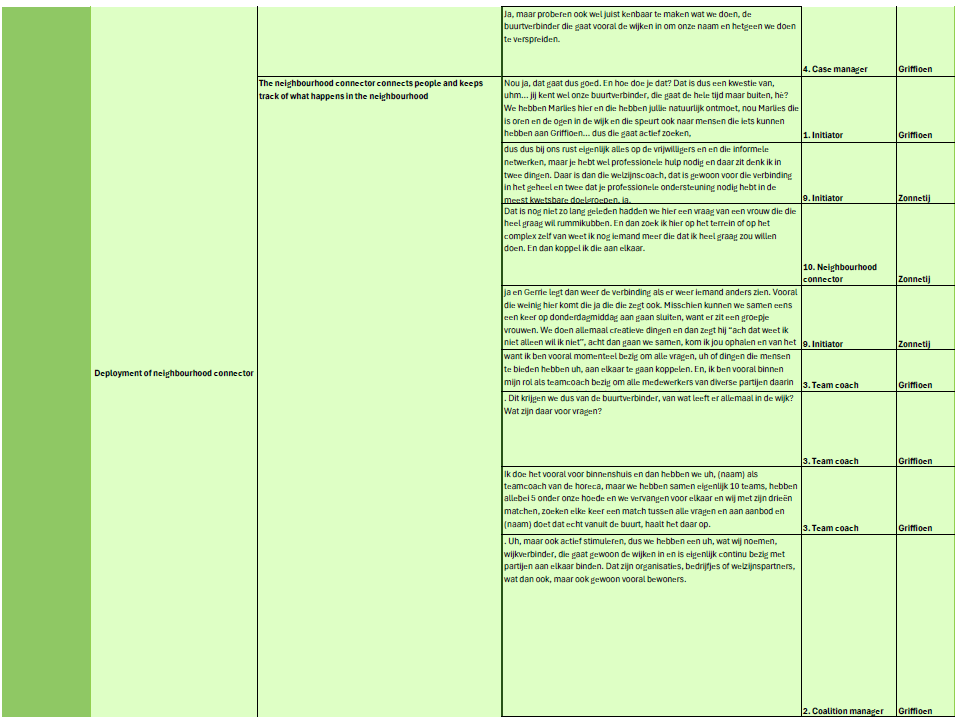 Ja, maar proberen ook wel juist kenbaar te maken wat we doen, de
buurtverbinder die gaat vooral de wijken in om onze naam en hetgeen we doen
te verspreiden.
4. Case manager
Griffioen
The neighbourhood connector connects people and keeps
track of what happens in the neighbourhood
Nou ja, dat gaat dus goed. En hoe doe je dat? Dat is dus een kwestie van,
uhm... jij kent wel onze buurtverbinder, die gaat de hele tijd maar buiten, hè?
We hebben Marlies hier en die hebben jullie natuurlijk ontmoet, nou Marlies die
is oren en de ogen in de wijk en die speurt ook naar mensen die iets kunnen
hebben aan Griffioen... dus die gaat actief zoeken,
1. Initiator
Griffioen
dus dus bij ons rust eigenlijk alles op de vrijwilligers en en die informele
netwerken, maar je hebt wel professionele hulp nodig en daar zit denk ik in
twee dingen. Daar is dan die welzijnscoach, dat is gewoon voor die verbinding
in het geheel en twee dat je professionele ondersteuning nodig hebt in de
meest kwetsbare doelgroepen, ja.
9. Initiator
Zonnetij
Dat is nog niet zo lang geleden hadden we hier een vraag van een vrouw die die
heel graag wil rummikubben. En dan zoek ik hier op het terrein of op het
complex zelf van weet ik nog iemand meer die dat ik heel graag zou willen
doen. En dan koppel ik die aan elkaar.
10. Neighbourhood
connector
Zonnetij
ja en Gerrie legt dan weer de verbinding als er weer iemand anders zien. Vooral
die weinig hier komt die ja die die zegt ook. Misschien kunnen we samen eens
een keer op donderdagmiddag aan gaan sluiten, want er zit een groepje
vrouwen. We doen allemaal creatieve dingen en dan zegt hij "ach dat weet ik
niet alleen wil ik niet", acht dan gaan we samen, kom ik jou ophalen en van het
9. Initiator
Zonnetij
Deployment of neighbourhood connector
want ik ben vooral momenteel bezig om alle vragen, uh of dingen die mensen
te bieden hebben uh, aan elkaar te gaan koppelen. En, ik ben vooral binnen
mijn rol als teamcoach bezig om alle medewerkers van diverse partijen daarin
3. Team coach
Griffioen
. Dit krijgen we dus van de buurtverbinder, van wat leeft er allemaal in de wijk?
Wat zijn daar voor vragen?
3. Team coach
Griffioen
Ik doe het vooral voor binnenshuis en dan hebben we uh, (naam) als
teamcoach van de horeca, maar we hebben samen eigenlijk 10 teams, hebben
allebei 5 onder onze hoede en we vervangen voor elkaar en wij met zijn drieën
matchen, zoeken elke keer een match tussen alle vragen en aan aanbod en
(naam) doet dat echt vanuit de buurt, haalt het daar op.
3. Team coach
Griffioen
. Uh, maar ook actief stimuleren, dus we hebben een uh, wat wij noemen,
wijkverbinder, die gaat gewoon de wijken in en is eigenlijk continu bezig met
partijen aan elkaar binden. Dat zijn organisaties, bedrijfjes of welzijnspartners,
wat dan ook, maar ook gewoon vooral bewoners.
2. Coalition manager
Griffioen